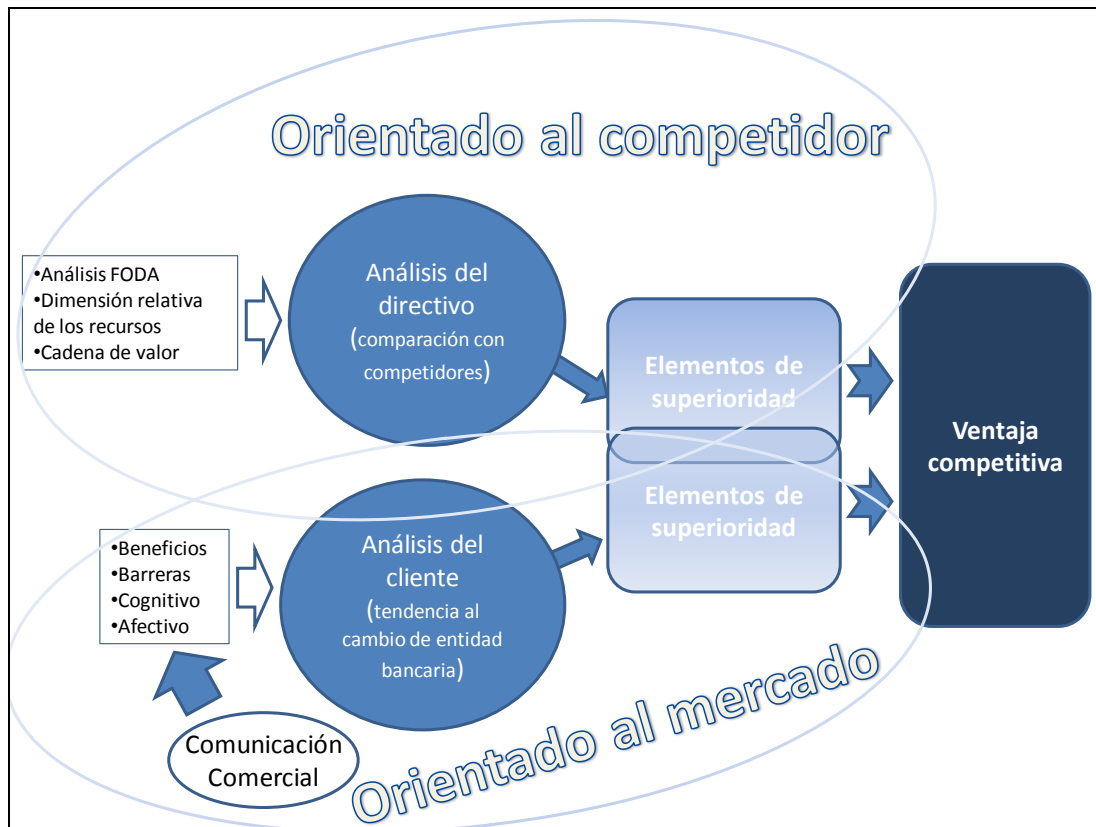 Orientado al competidor
•Análisis FODA
•Dimensión relativa
de los recursos
•Cadena de valor
Análisis del
directivo
(comparación con
competidores)
Elementos de
superioridad
Ventaja
competitiva
Elementos de
superioridad
•Beneficios
•Barreras
•Cognitivo
•Afectivo
Análisis del
cliente
(tendencia al
cambio de entidad
bancaria)
Comunicación
Comercial
Orientado al mercado